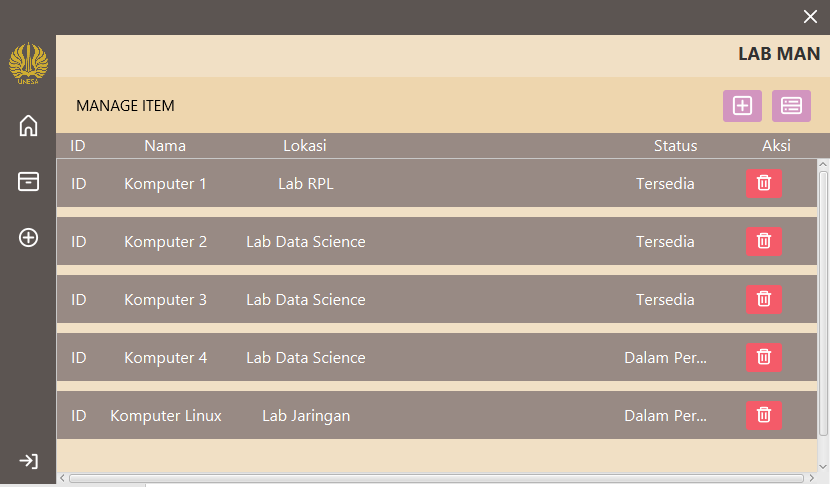 UNESA
LAB MAN
MANAGE ITEM
ID Nama Lokasi Status Aksi
ID Komputer 1 Lab RPL Tersedia
ID Komputer 2 Lab Data Science Tersedia
ID Komputer 3 Lab Data Science Tersedia
ID Komputer 4 Lab Data Science Dalam Per...
ID Komputer Linux Lab Jaringan Dalam Per...